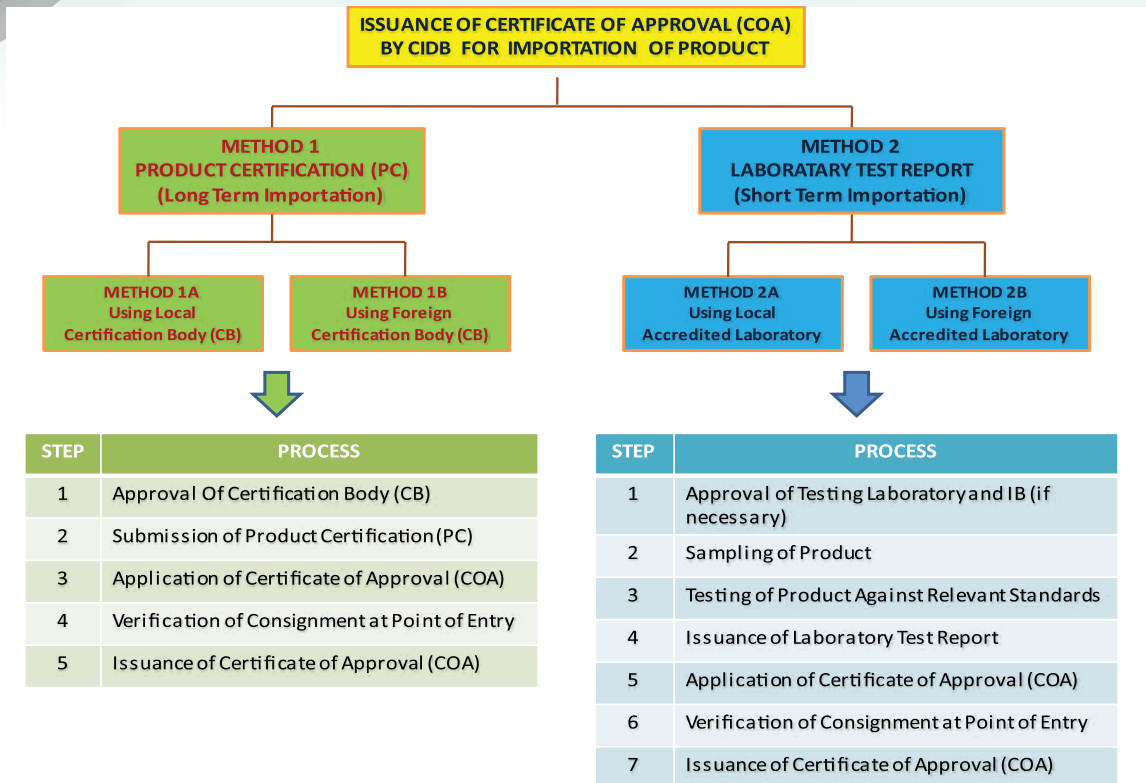 ISSUANCE OF CERTIFICATE OF APPROVAL (COA)
BY CIDB FOR IMPORTATION OF PRODUCT
METHOD 1
PRODUCT CERTIFICATION (PC)
(Long Term Importation)
METHOD 2
LABORATARY TEST REPORT
(Short Term Importation)
METHOD 1A
Using Local
Certification Body (CB)
METHOD 1B
Using Foreign
Certification Body (CB)
METHOD 2A
Using Local
Accredited Laboratory
METHOD 2B
Using Foreign
Accredited Laboratory
STEP PROCESS
1 Approval Of Certification Body (CB)
2 Submission of Product Certification (PC)
3 Application of Certificate of Approval (COA)
4 Verification of Consignment at Point of Entry
5 Issuance of Certificate of Approval (COA)
STEP PROCESS
1 Approval of Testing Laboratory and IB (if
necessary)
2 Sampling of Product
3 Testing of Product Against Relevant Standards
4 Issuance of Laboratory Test Report
5 Application of Certificate of Approval (COA)
6 Verification of Consignment at Point of Entry
7 Issuance of Certificate of Approval (COA)